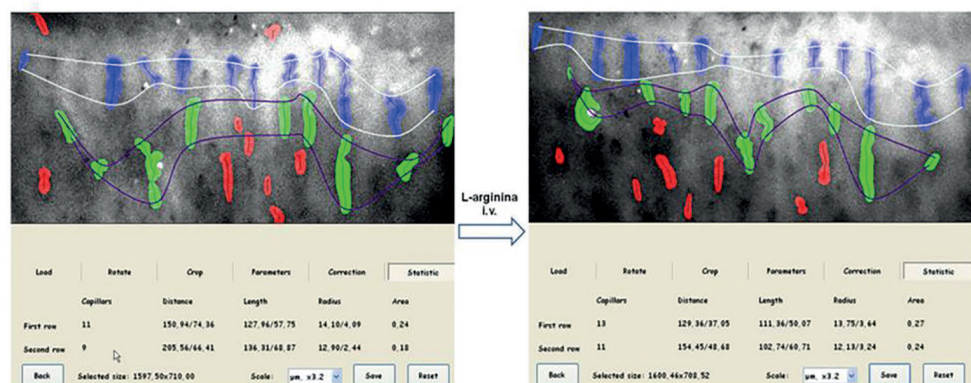 L-arginina
i.v.
Load Rotate Crop Parameters Correction Statistic
Capillars Distance Length Radius Area
First row 11 150,94/74,36 127,96/57,75 14,10/4,09 0,24
Second row 9 205,56/66,41 136,31/68,87 12,90/2,44 0,18
Back Selected size: 1597,50x710,00 Scale: µm, x3.2 Save Reset
Load Rotate Crop Parameters Correction Statistic
Capillars Distance Length Radius Area
First row 13 129,36/37,05 111,36/50,07 13,75/3,64 0,27
Second row 11 154,45/48,68 102,74/60,71 12,13/3,24 0,24
Back Selected size: 1600,46x708,52 Scale: µm, x3.2 Save Reset